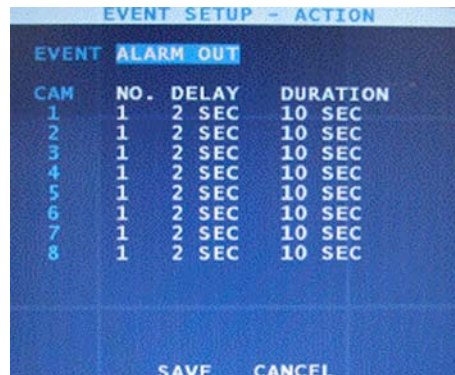 EVENT SETUP - ACTION
EVENT ALARM OUT
CAM NO. DELAY DURATION
1 1 2 SEC 10 SEC
2 1 2 SEC 10 SEC
3 1 2 SEC 10 SEC
4 1 2 SEC 10 SEC
5 1 2 SEC 10 SEC
6 1 2 SEC 10 SEC
7 1 2 SEC 10 SEC
8 1 2 SEC 10 SEC
SAVE CANCEL